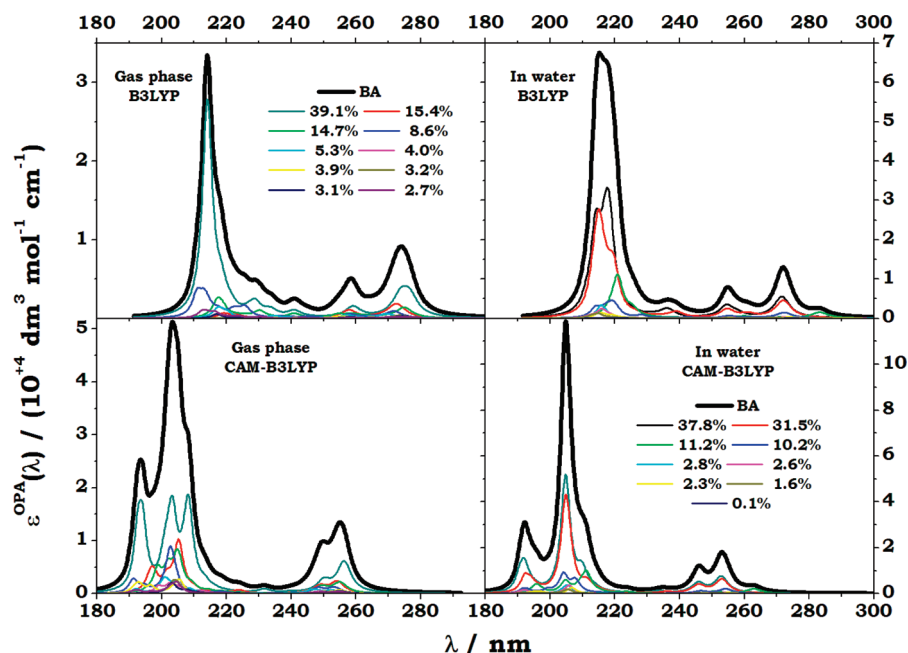 180 200 220 240 260 280 180 200 220 240 260 280 300
Gas phase
B3LYP
BA
39.1% 15.4%
14.7% 8.6%
5.3% 4.0%
3.9% 3.2%
3.1% 2.7%
3
2
1
In water
B3LYP
7
6
5
4
3
2
1
0
Gas phase
CAM-B3LYP
5
4
3
2
1
0
In water
CAM-B3LYP
BA
37.8% 31.5%
11.2% 10.2%
2.8% 2.6%
2.3% 1.6%
0.1%
10
8
6
4
2
0
180 200 220 240 260 280 180 200 220 240 260 280 300
ε^OPA(λ) / (10^+4 dm^3 mol^-1 cm^-1)
λ / nm